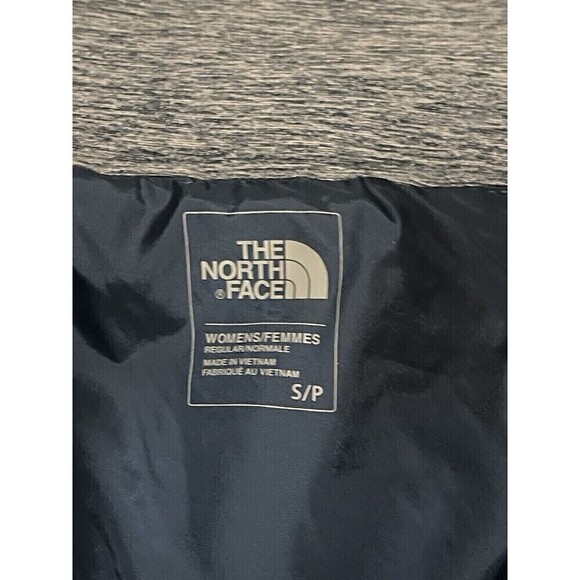 THE
NORTH
® FACE
WOMENS/FEMMES
REGULAR/NORMALE
MADE IN VIETNAM
FABRIQUÉ AU VIETNAM
S/P